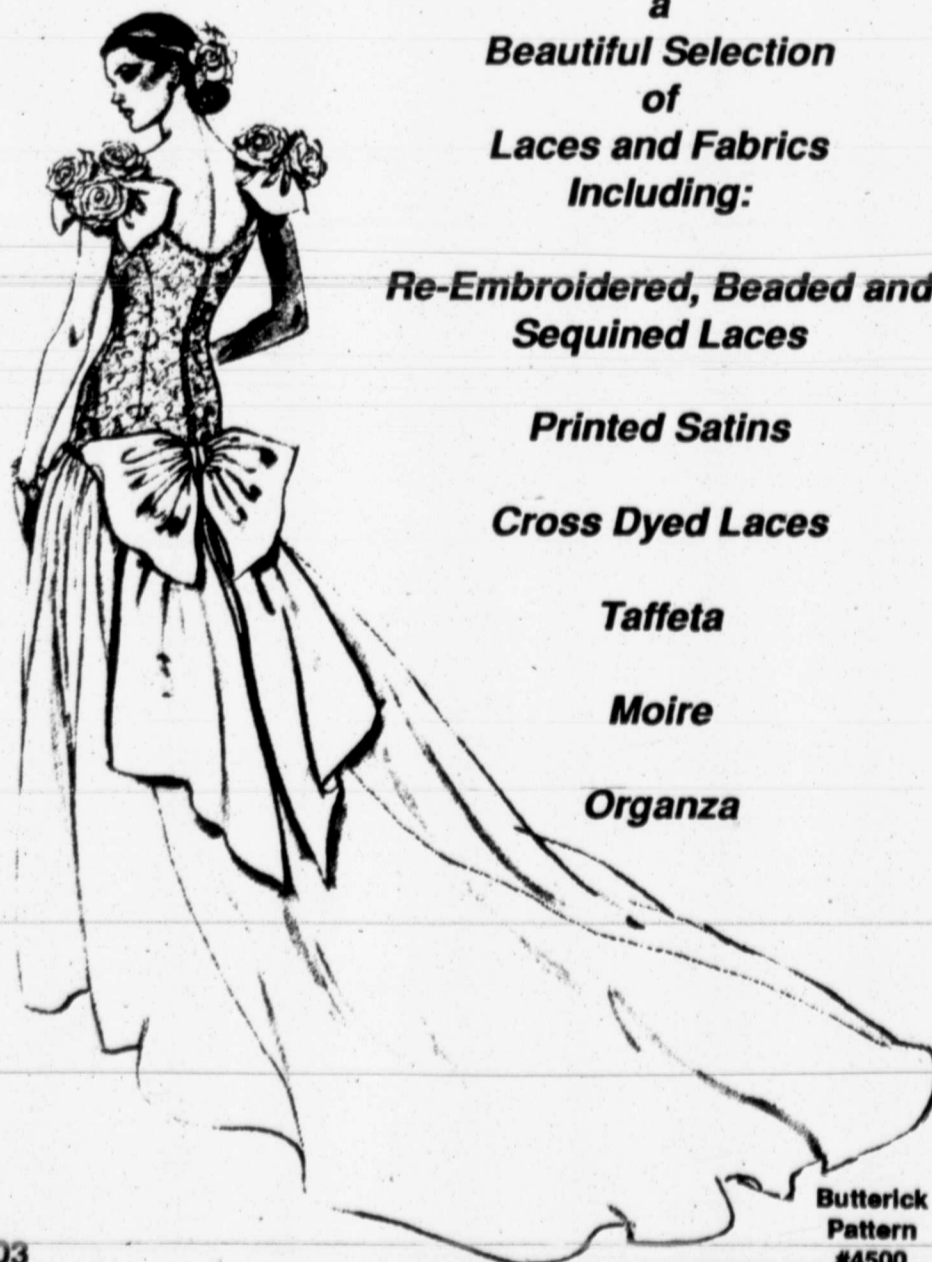 a
Beautiful Selection
of
Laces and Fabrics
Including:
Re-Embroidered, Beaded and
Sequined Laces
Printed Satins
Cross Dyed Laces
Taffeta
Moire
Organza
Butterick
Pattern
#4500
03